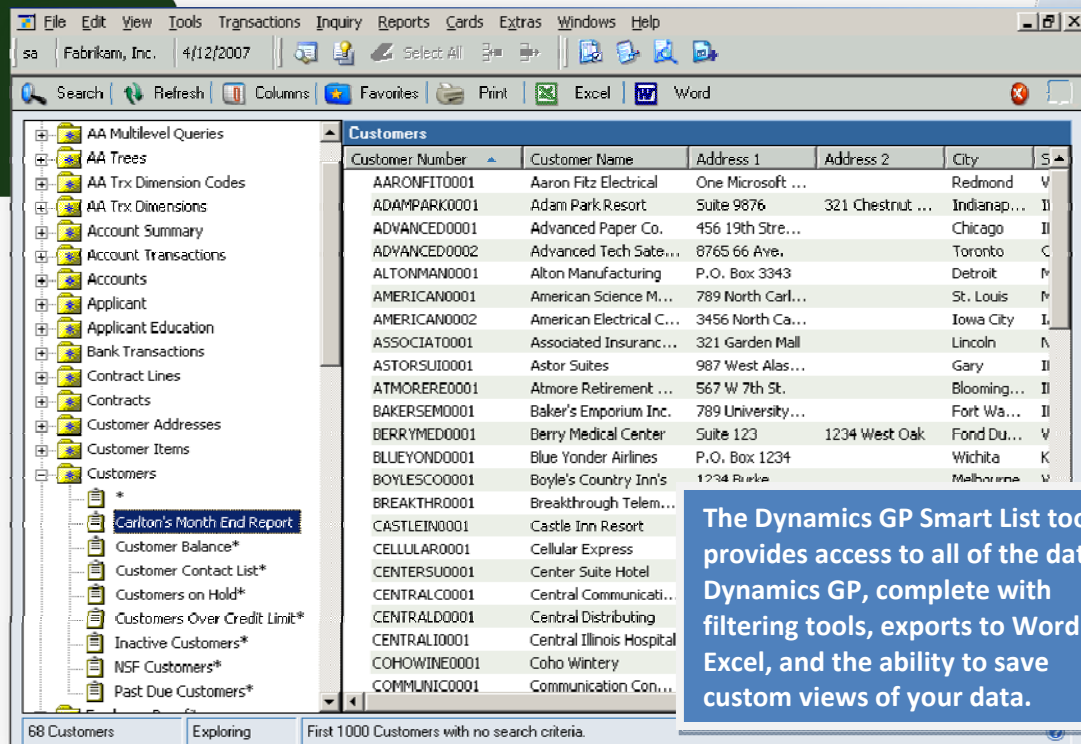 File Edit View Tools Transactions Inquiry Reports Cards Extras Windows Help
sa Fabrikam, Inc. 4/12/2007 Select All
Search Refresh Columns Favorites Print Excel Word
AA Multilevel Queries
AA Trees
AA Trx Dimension Codes
AA Trx Dimensions
Account Summary
Account Transactions
Accounts
Applicant
Applicant Education
Bank Transactions
Contract Lines
Contracts
Customer Addresses
Customer Items
Customers
*
Carlton's Month End Report
Customer Balance*
Customer Contact List*
Customers on Hold*
Customers Over Credit Limit*
Inactive Customers*
NSF Customers*
Past Due Customers*
Customers
Customer Number Customer Name Address 1 Address 2 City S
AARONFIT0001 Aaron Fitz Electrical One Microsoft ... Redmond
ADAMPARK0001 Adam Park Resort Suite 9876 321 Chestnut ... Indianap...
ADVANCED0001 Advanced Paper Co. 456 19th Stre... Chicago
ADVANCED0002 Advanced Tech Sate... 8765 66 Ave. Toronto
ALTONMAN0001 Alton Manufacturing P.O. Box 3343 Detroit
AMERICAN0001 American Science M... 789 North Carl... St. Louis
AMERICAN0002 American Electrical C... 3456 North Ca... Iowa City
ASSOCIAT0001 Associated Insuranc... 321 Garden Mall Lincoln
ASTORSUI0001 Astor Suites 987 West Alas... Gary
ATMORERE0001 Atmore Retirement ... 567 W 7th St. Blooming...
BAKERSEM0001 Baker's Emporium Inc. 789 University... Fort Wa...
BERRYMED0001 Berry Medical Center Suite 123 1234 West Oak Fond Du...
BLUEYOND0001 Blue Yonder Airlines P.O. Box 1234 Wichita
BOYLESCO0001 Boyle's Country Inn's 1234 Burke Melbourne
BREAKTHR0001 Breakthrough Telem...
CASTLEIN0001 Castle Inn Resort
CELLULAR0001 Cellular Express
CENTERSU0001 Center Suite Hotel
CENTRALC0001 Central Communicati...
CENTRALD0001 Central Distributing
CENTRALI0001 Central Illinois Hospital
COHOWINE0001 Coho Wintery
COMMUNIC0001 Communication Con...
The Dynamics GP Smart List too
provides access to all of the dat
Dynamics GP, complete with
filtering tools, exports to Word
Excel, and the ability to save
custom views of your data.
68 Customers Exploring First 1000 Customers with no search criteria.